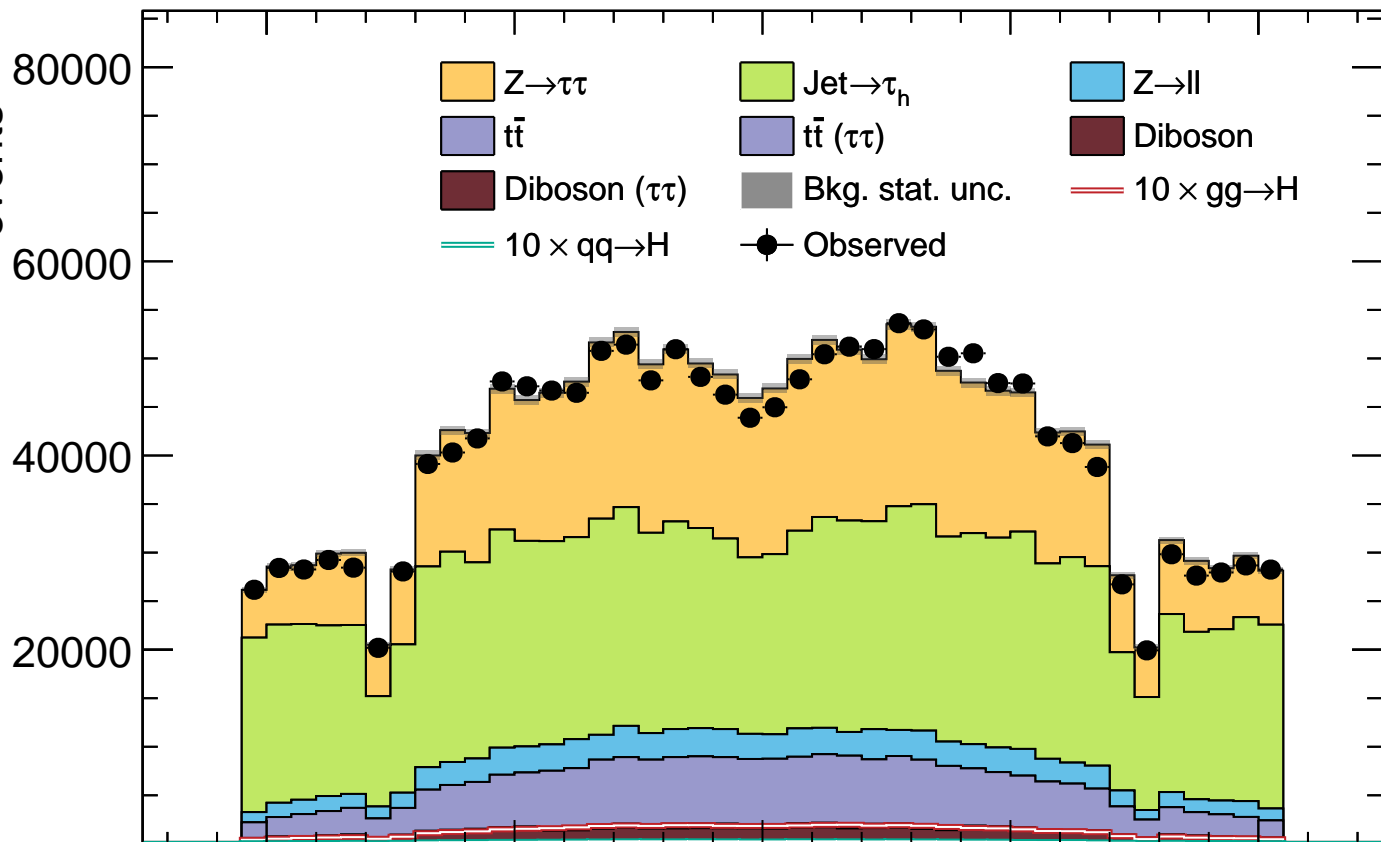 80000
60000
40000
20000
Z→ττ Jet→τh Z→ll
tt̄ tt̄ (ττ) Diboson
Diboson (ττ) Bkg. stat. unc. 10 × gg→H
10 × qq→H Observed